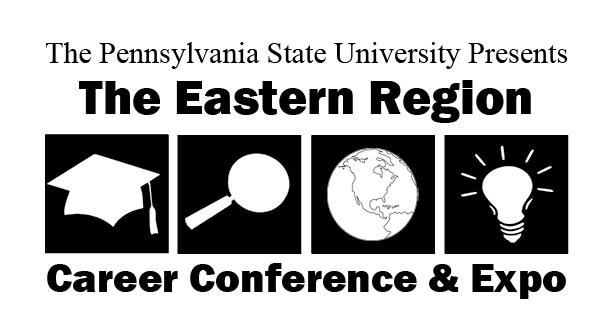 The Pennsylvania State University Presents
The Eastern Region
Career Conference & Expo